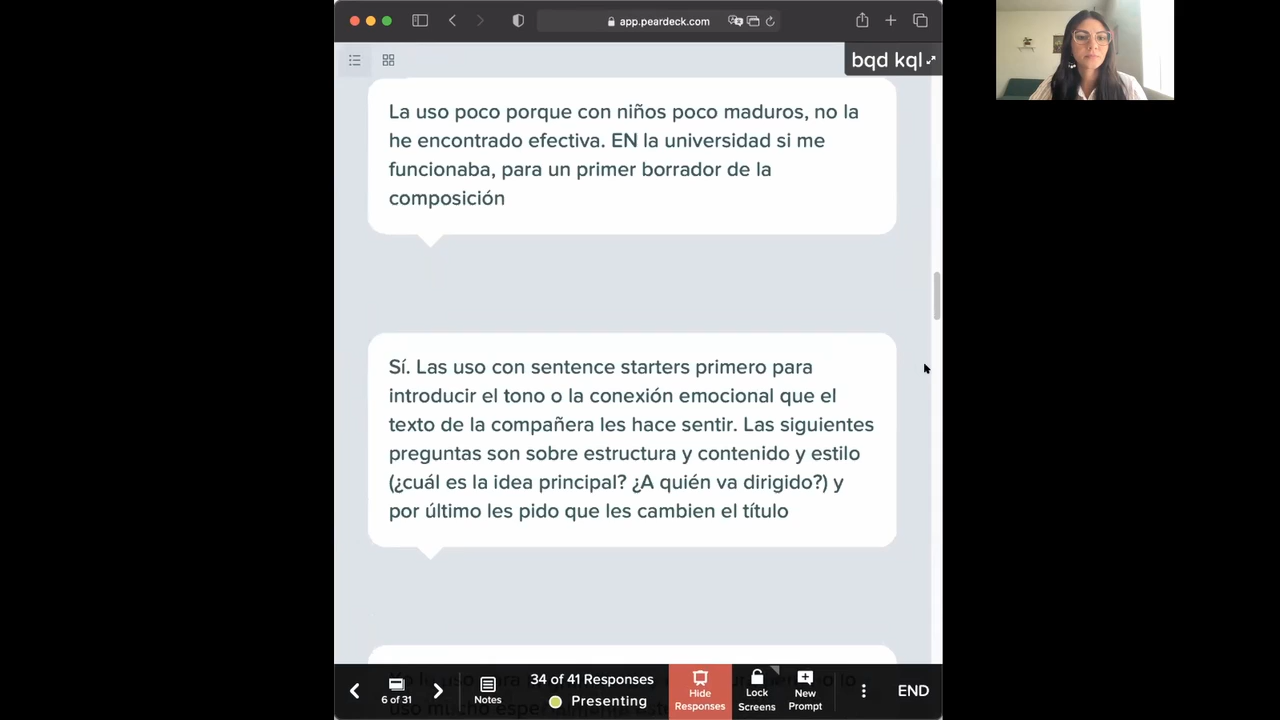 app.peardeck.com
bqd kql
La uso poco porque con niños poco maduros, no la
he encontrado efectiva. EN la universidad si me
funcionaba, para un primer borrador de la
composición
Sí. Las uso con sentence starters primero para
introducir el tono o la conexión emocional que el
texto de la compañera les hace sentir. Las siguientes
preguntas son sobre estructura y contenido y estilo
(¿cuál es la idea principal? ¿A quién va dirigido?) y
por último les pido que les cambien el título
6 of 31
Notes
34 of 41 Responses
Presenting
Hide
Responses
Lock
Screens
New
Prompt
END